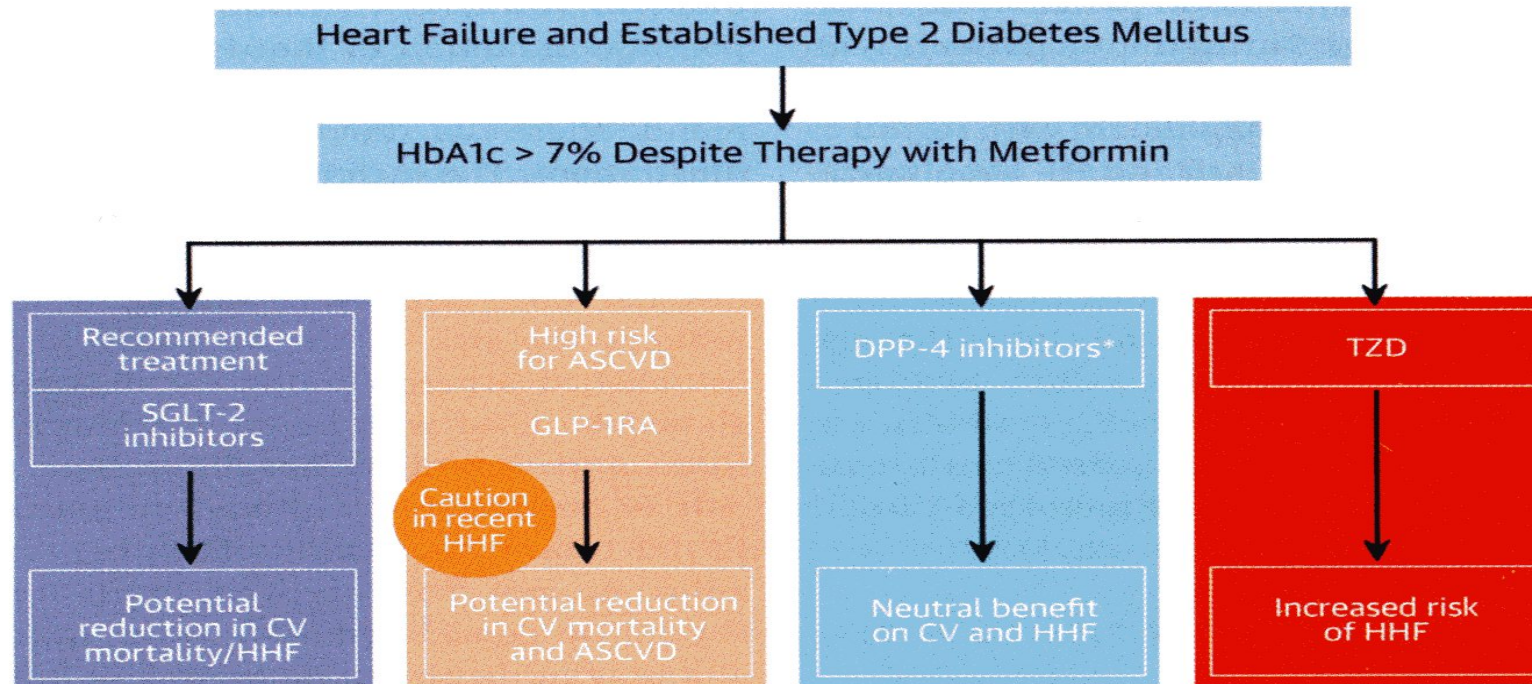 Heart Failure and Established Type 2 Diabetes Mellitus
HbA1c > 7% Despite Therapy with Metformin
Recommended
treatment
SGLT-2
inhibitors
Potential
reduction in CV
mortality/HHF
High risk
for ASCVD
GLP-1RA
Caution
in recent
HHF
Potential reduction
in CV mortality
and ASCVD
DPP-4 inhibitors*
Neutral benefit
on CV and HHF
TZD
Increased risk
of HHF